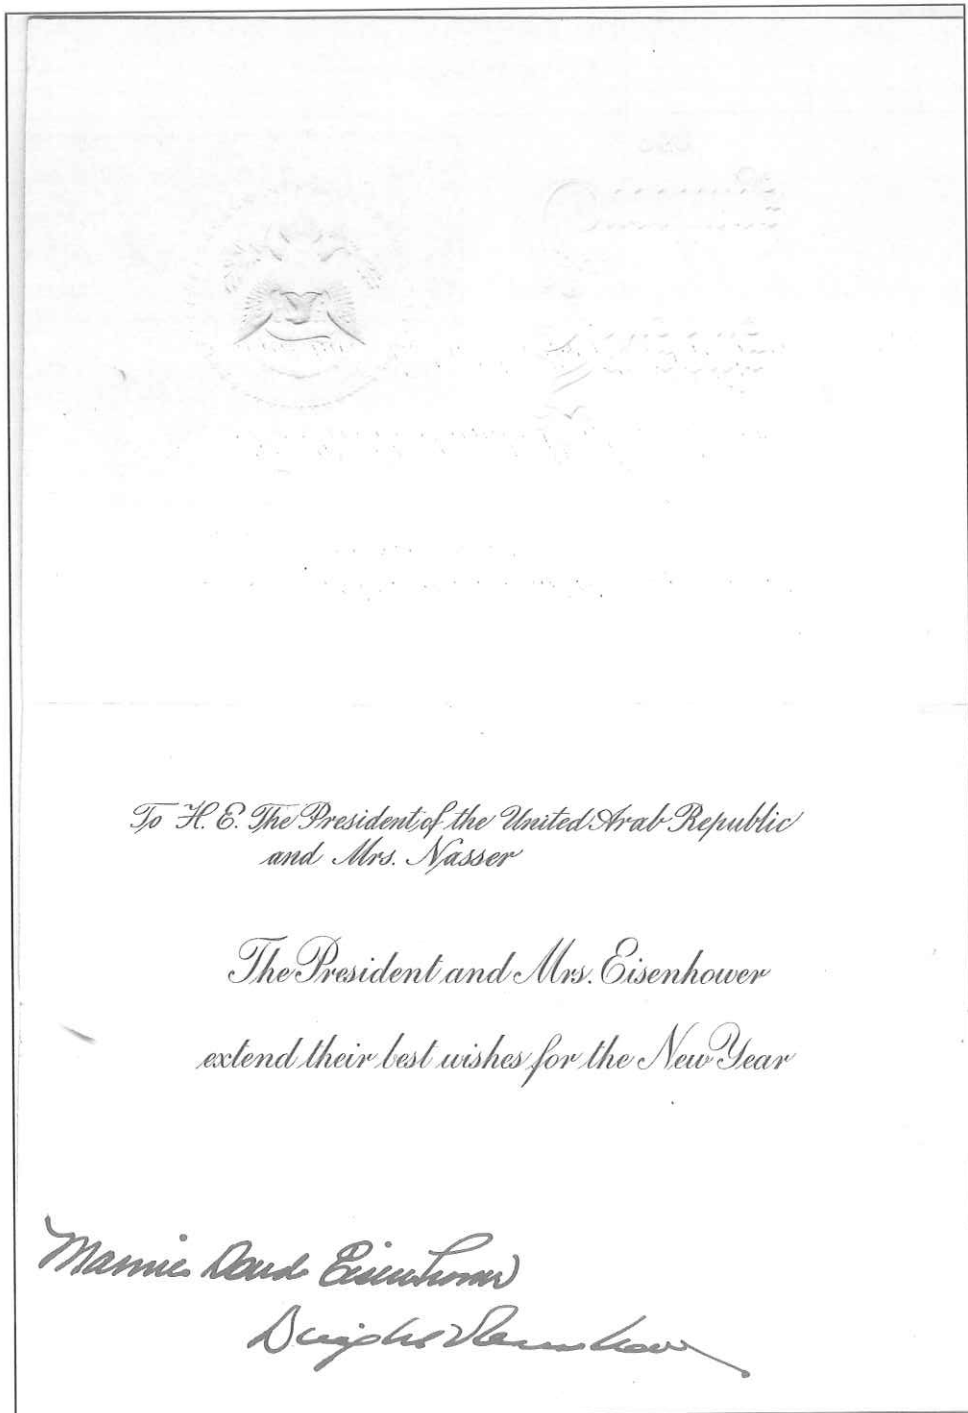 To H. E. The President of the United Arab Republic
and Mrs. Nasser
The President and Mrs. Eisenhower
extend their best wishes for the New Year
Mamie Doud Eisenhower
Dwight D Eisenhower